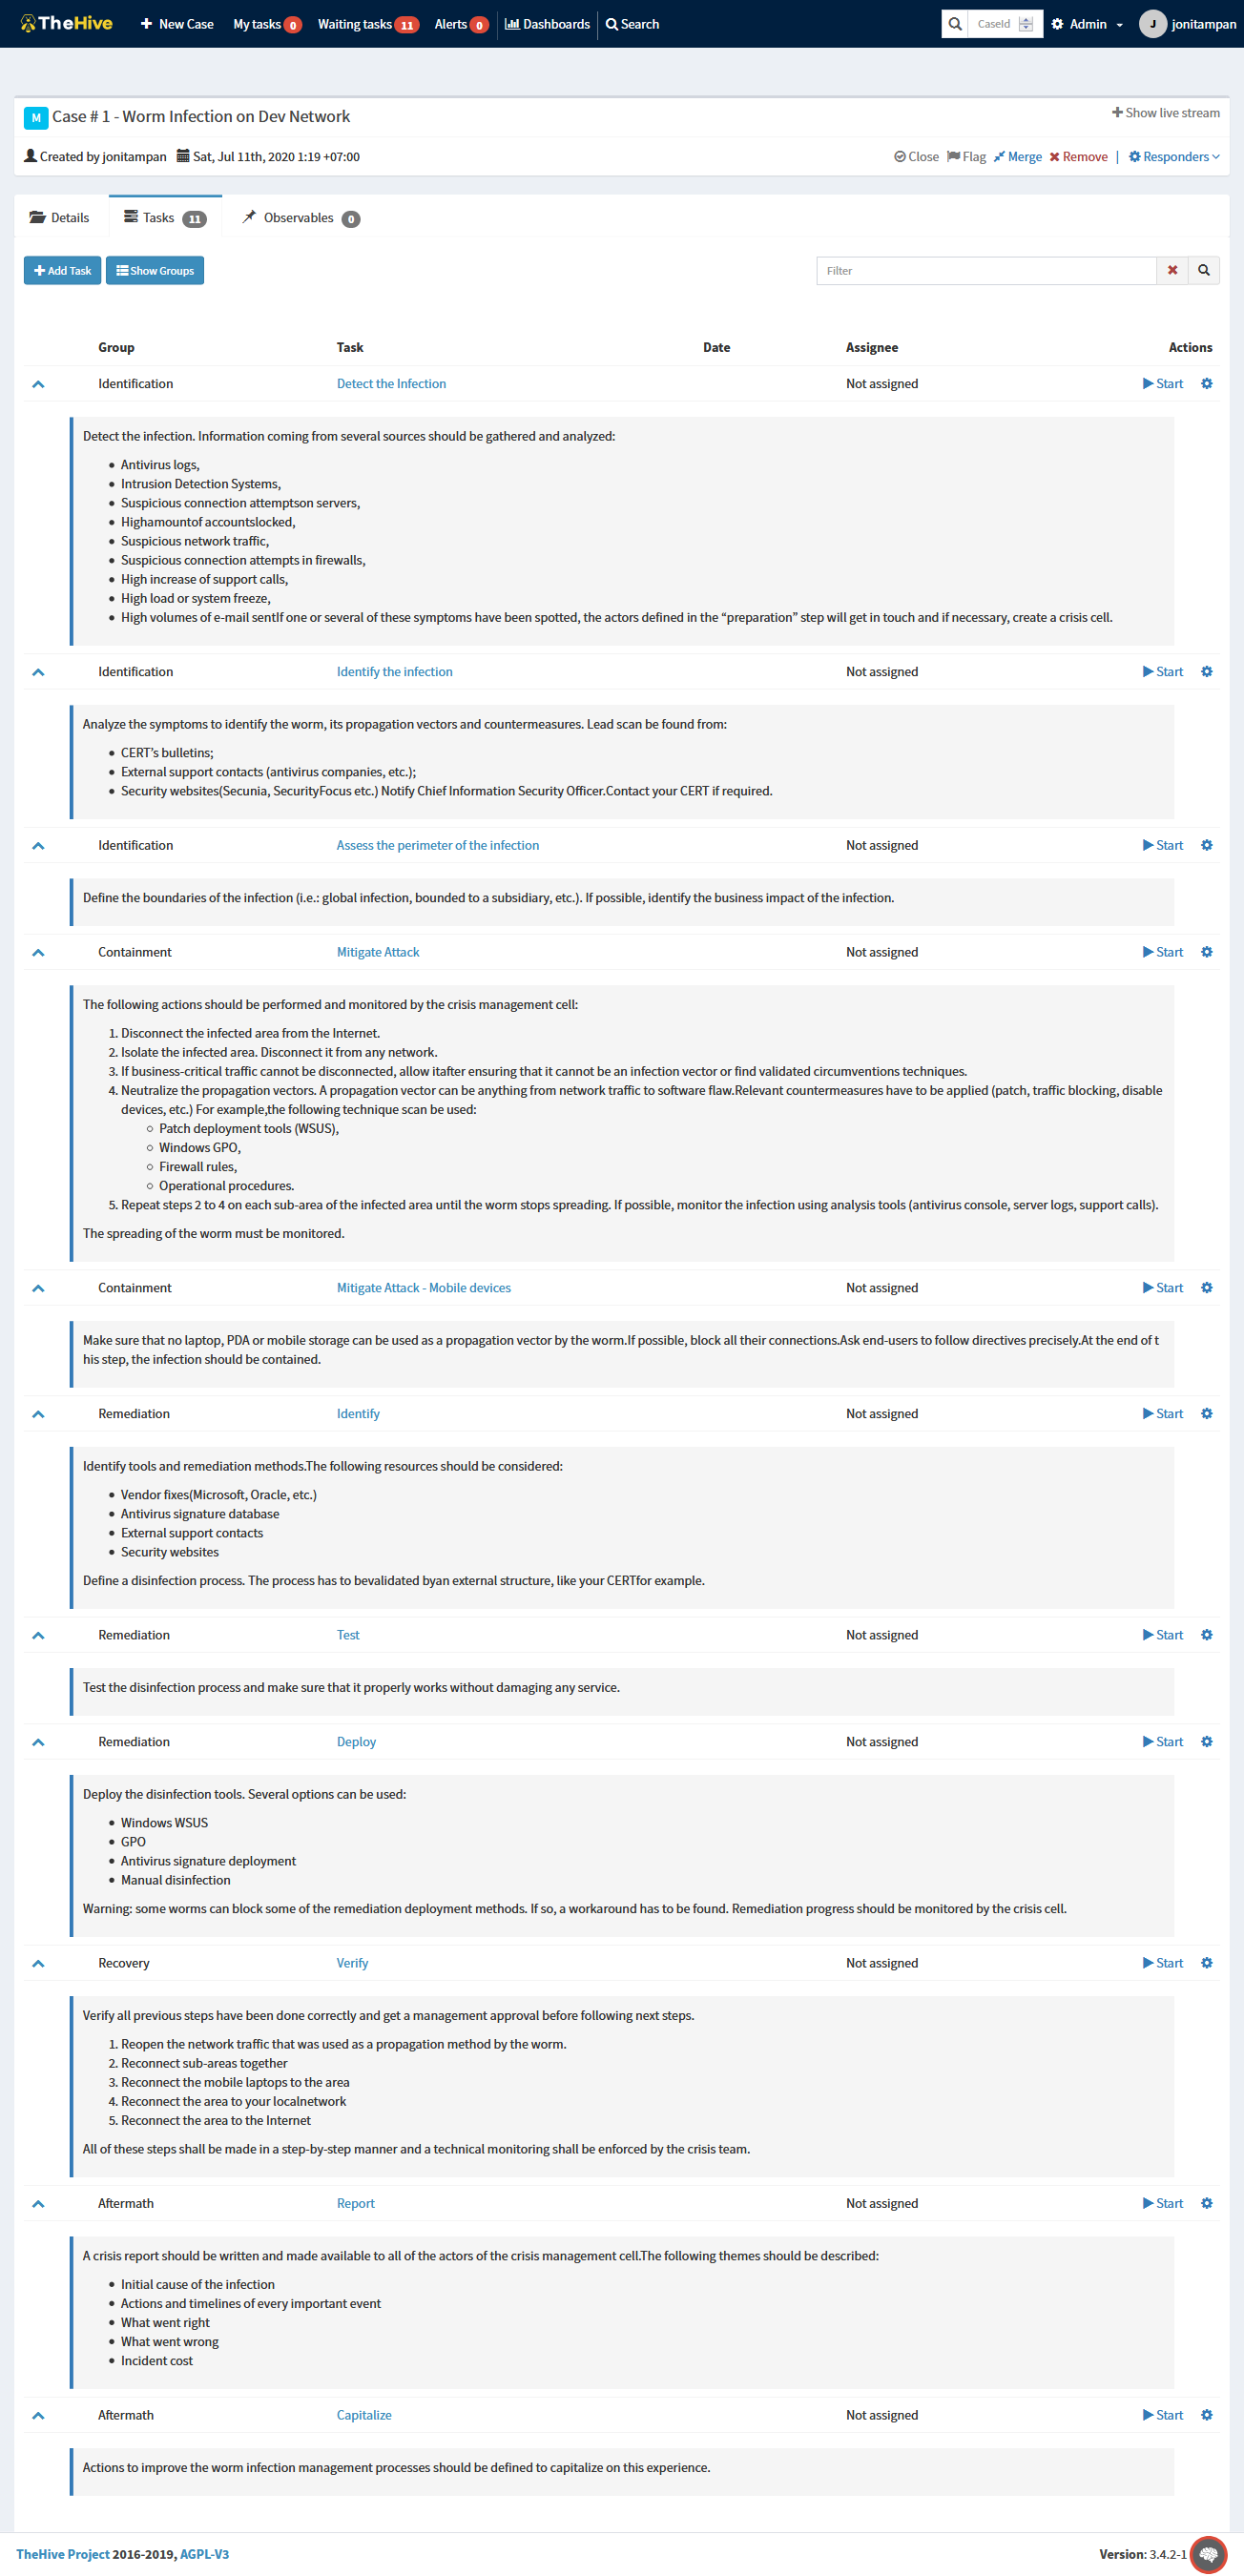 TheHive
New Case My tasks 0 Waiting tasks 11 Alerts 0 Dashboards Search CaseId Admin J jonitampan
M Case # 1 - Worm Infection on Dev Network Show live stream
Created by jonitampan Sat, Jul 11th, 2020 1:19 +07:00 Close Flag Merge Remove | Responders
Details Tasks 11 Observables 0
Add Task Show Groups Filter
Group Task Date Assignee Actions
Identification Detect the Infection Not assigned Start
Detect the infection. Information coming from several sources should be gathered and analyzed:
• Antivirus logs,
• Intrusion Detection Systems,
• Suspicious connection attemptson servers,
• Highamountof accountslocked,
• Suspicious network traffic,
• Suspicious connection attempts in firewalls,
• High increase of support calls,
• High load or system freeze,
• High volumes of e-mail sentIf one or several of these symptoms have been spotted, the actors defined in the “preparation” step will get in touch and if necessary, create a crisis cell.
Identification Identify the infection Not assigned Start
Analyze the symptoms to identify the worm, its propagation vectors and countermeasures. Lead scan be found from:
• CERT’s bulletins;
• External support contacts (antivirus companies, etc.);
• Security websites(Secunia, SecurityFocus etc.) Notify Chief Information Security Officer.Contact your CERT if required.
Identification Assess the perimeter of the infection Not assigned Start
Define the boundaries of the infection (i.e.: global infection, bounded to a subsidiary, etc.). If possible, identify the business impact of the infection.
Containment Mitigate Attack Not assigned Start
The following actions should be performed and monitored by the crisis management cell:
1. Disconnect the infected area from the Internet.
2. Isolate the infected area. Disconnect it from any network.
3. If business-critical traffic cannot be disconnected, allow itafter ensuring that it cannot be an infection vector or find validated circumventions techniques.
4. Neutralize the propagation vectors. A propagation vector can be anything from network traffic to software flaw.Relevant countermeasures have to be applied (patch, traffic blocking, disable
devices, etc.) For example,the following technique scan be used:
○ Patch deployment tools (WSUS),
○ Windows GPO,
○ Firewall rules,
○ Operational procedures.
5. Repeat steps 2 to 4 on each sub-area of the infected area until the worm stops spreading. If possible, monitor the infection using analysis tools (antivirus console, server logs, support calls).
The spreading of the worm must be monitored.
Containment Mitigate Attack - Mobile devices Not assigned Start
Make sure that no laptop, PDA or mobile storage can be used as a propagation vector by the worm.If possible, block all their connections.Ask end-users to follow directives precisely.At the end of t
his step, the infection should be contained.
Remediation Identify Not assigned Start
Identify tools and remediation methods.The following resources should be considered:
• Vendor fixes(Microsoft, Oracle, etc.)
• Antivirus signature database
• External support contacts
• Security websites
Define a disinfection process. The process has to bevalidated byan external structure, like your CERTfor example.
Remediation Test Not assigned Start
Test the disinfection process and make sure that it properly works without damaging any service.
Remediation Deploy Not assigned Start
Deploy the disinfection tools. Several options can be used:
• Windows WSUS
• GPO
• Antivirus signature deployment
• Manual disinfection
Warning: some worms can block some of the remediation deployment methods. If so, a workaround has to be found. Remediation progress should be monitored by the crisis cell.
Recovery Verify Not assigned Start
Verify all previous steps have been done correctly and get a management approval before following next steps.
1. Reopen the network traffic that was used as a propagation method by the worm.
2. Reconnect sub-areas together
3. Reconnect the mobile laptops to the area
4. Reconnect the area to your localnetwork
5. Reconnect the area to the Internet
All of these steps shall be made in a step-by-step manner and a technical monitoring shall be enforced by the crisis team.
Aftermath Report Not assigned Start
A crisis report should be written and made available to all of the actors of the crisis management cell.The following themes should be described:
• Initial cause of the infection
• Actions and timelines of every important event
• What went right
• What went wrong
• Incident cost
Aftermath Capitalize Not assigned Start
Actions to improve the worm infection management processes should be defined to capitalize on this experience.
TheHive Project 2016-2019, AGPL-V3 Version: 3.4.2-1